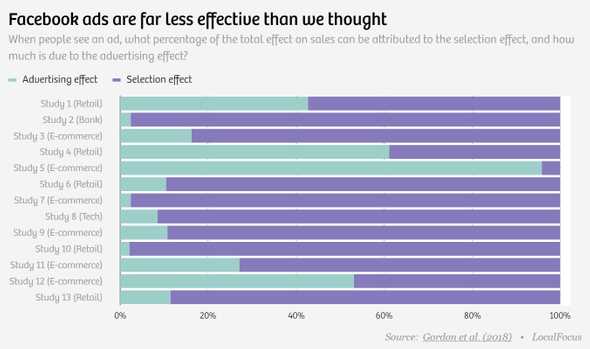 Facebook ads are far less effective than we thought
When people see an ad, what percentage of the total effect on sales can be attributed to the selection effect, and how
much is due to the advertising effect?
Advertising effect Selection effect
Study 1 (Retail)
Study 2 (Bank)
Study 3 (E-commerce)
Study 4 (Retail)
Study 5 (E-commerce)
Study 6 (Retail)
Study 7 (E-commerce)
Study 8 (Tech)
Study 9 (E-commerce)
Study 10 (Retail)
Study 11 (E-commerce)
Study 12 (E-commerce)
Study 13 (Retail)
0% 20% 40% 60% 80% 100%
Source: Gordon et al. (2018) • LocalFocus